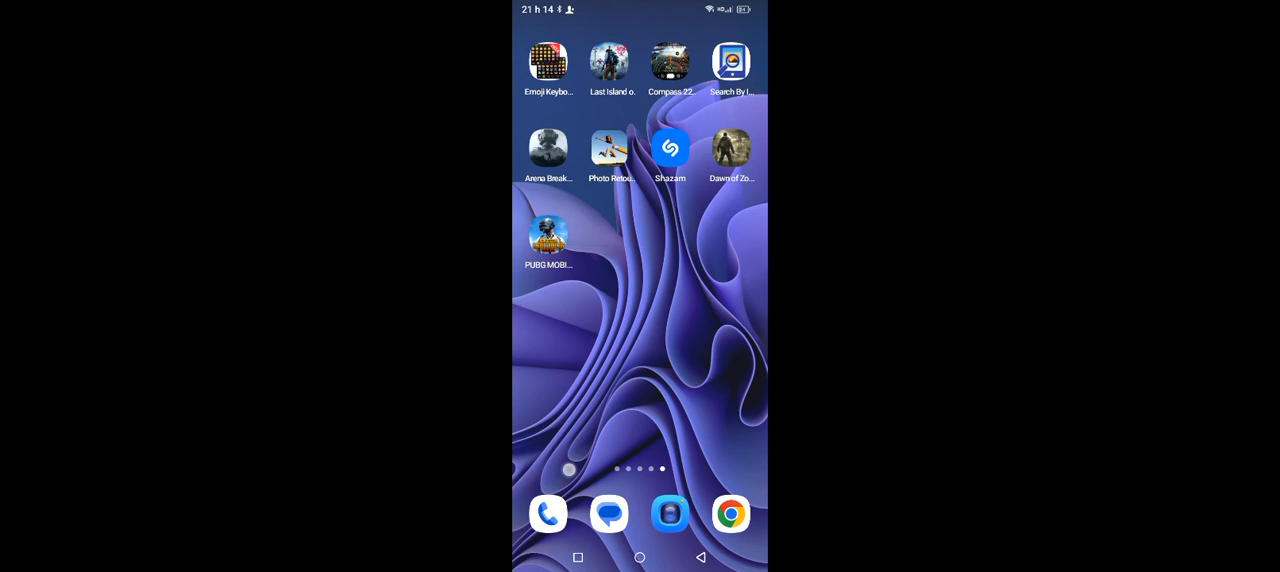 21 h 14
Emoji Keybo...
Last Island o.
Compass 22..
Search By I...
Arena Break...
Photo Retou..
Shazam
Dawn of Zo...
PUBG MOBI...